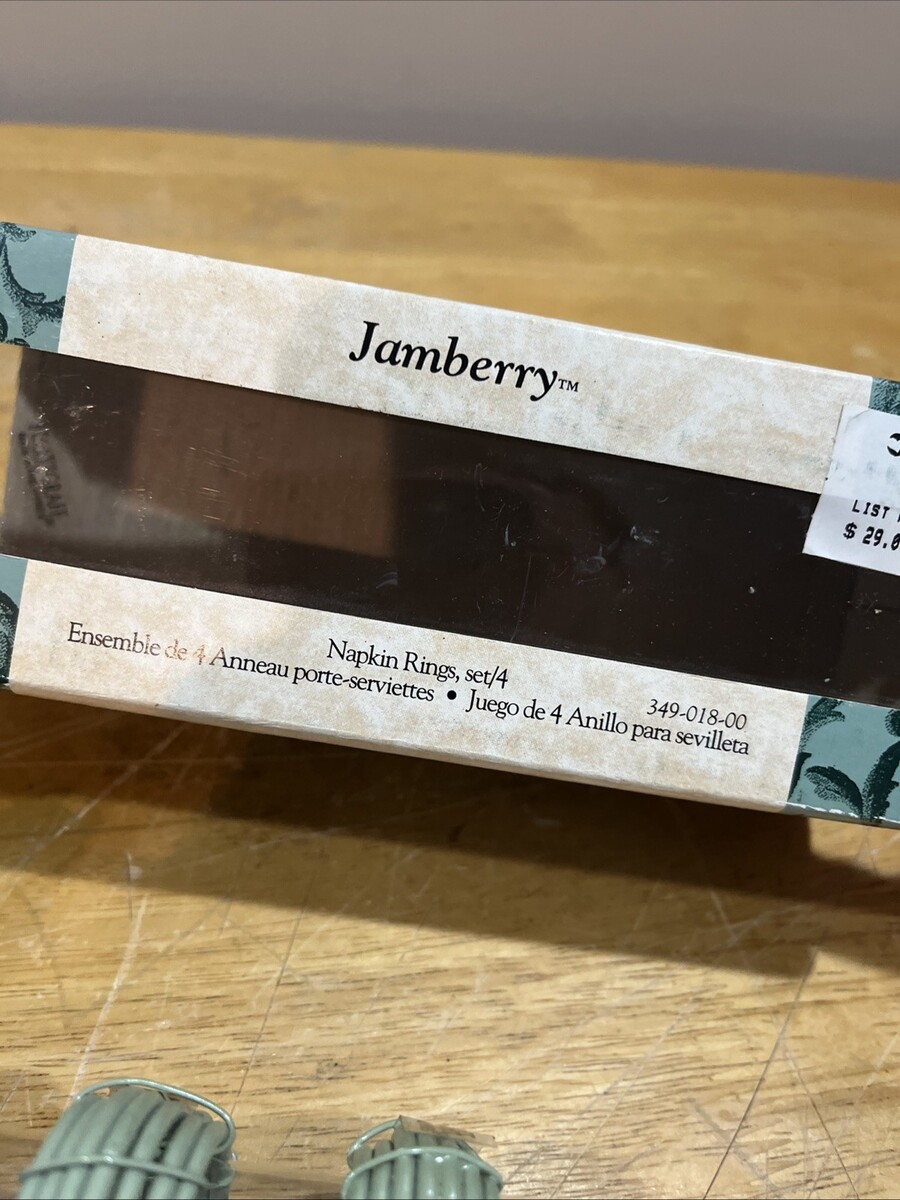 Jamberry™
LIST
$ 29.0
Napkin Rings, set/4
349-018-00
Ensemble de 4 Anneau porte-serviettes • Juego de 4 Anillo para sevilleta